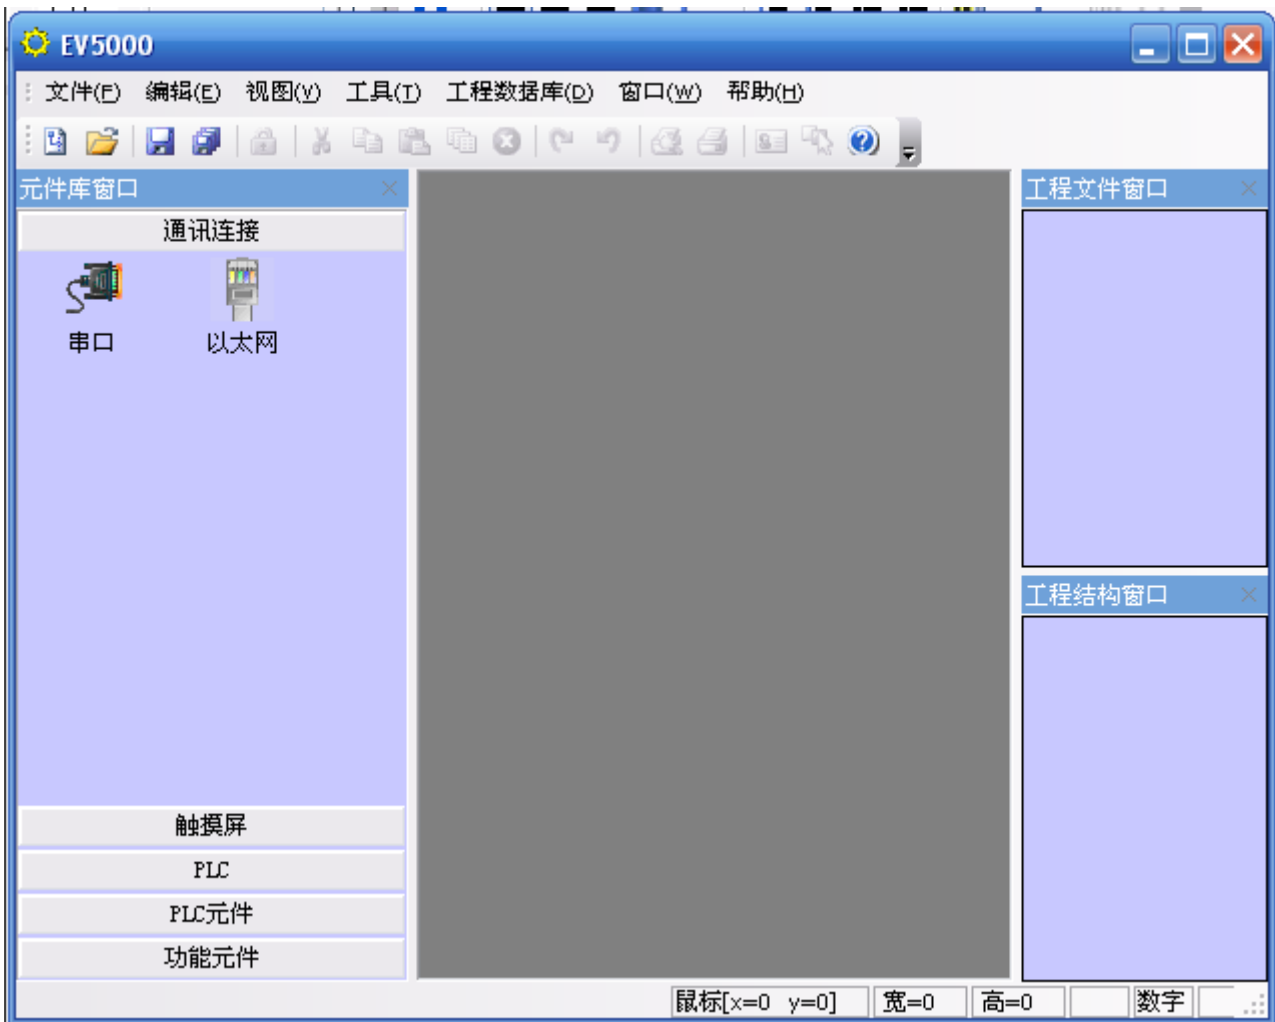 EV5000
文件(F) 编辑(E) 视图(V) 工具(T) 工程数据库(D) 窗口(W) 帮助(H)
元件库窗口
通讯连接
串口 以太网
触摸屏
PLC
PLC元件
功能元件
工程文件窗口
工程结构窗口
鼠标[x=0 y=0] 宽=0 高=0 数字